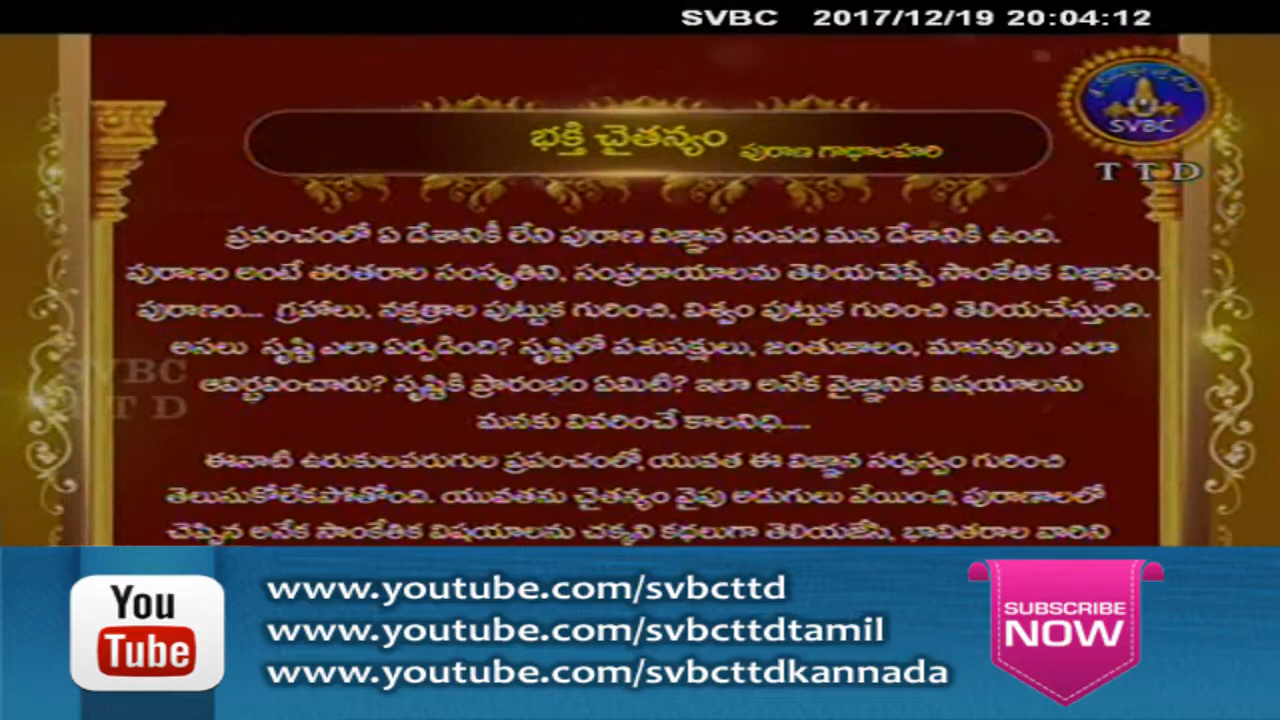 SVBC 2017/12/19 20:04:12
భక్తి చైతన్యం పురాణ గాథాలహరి
SVBC
T T D
ప్రపంచంలో ఏ దేశానికీ లేని పురాణ విజ్ఞాన సంపద మన దేశానికి ఉంది.
పురాణం అంటే తరతరాల సంస్కృతిని, సంప్రదాయాలను తెలియచెప్పే సాంకేతిక విజ్ఞానం.
పురాణం... గ్రహాలు, నక్షత్రాల పుట్టుక గురించి, విశ్వం పుట్టుక గురించి తెలియచేస్తుంది.
అసలు సృష్టి ఎలా ఏర్పడింది? సృష్టిలో పశుపక్షులు, జంతుజాలం, మానవులు ఎలా
SVBC
ఆవిర్భవించారు? సృష్టికి ప్రారంభం ఏమిటి? ఇలా అనేక వైజ్ఞానిక విషయాలను
T T D
మనకు వివరించే కాలనిధి....
ఈనాటి ఉరుకులపరుగుల ప్రపంచంలో, యువత ఈ విజ్ఞాన సర్వస్వం గురించి
తెలుసుకోలేకపోతోంది. యువతను చైతన్యం వైపు అడుగులు వేయించి, పురాణాలలో
చెప్పిన అనేక సాంకేతిక విషయాలను చక్కని కథలుగా తెలియజేసి, భావితరాల వారిని
You
Tube
www.youtube.com/svbcttd
www.youtube.com/svbcttdtamil
www.youtube.com/svbcttdkannada
SUBSCRIBE
NOW